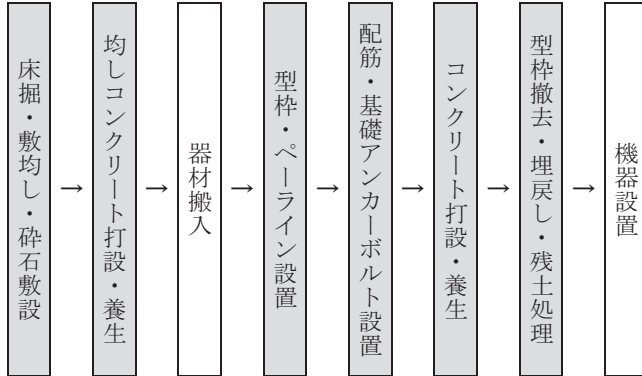 床掘・敷均し・砕石敷設
→
均しコンクリート打設・養生
→
器材搬入
→
型枠・ペーライン設置
→
配筋・基礎アンカーボルト設置
→
コンクリート打設・養生
→
型枠撤去・埋戻し・残土処理
→
機器設置